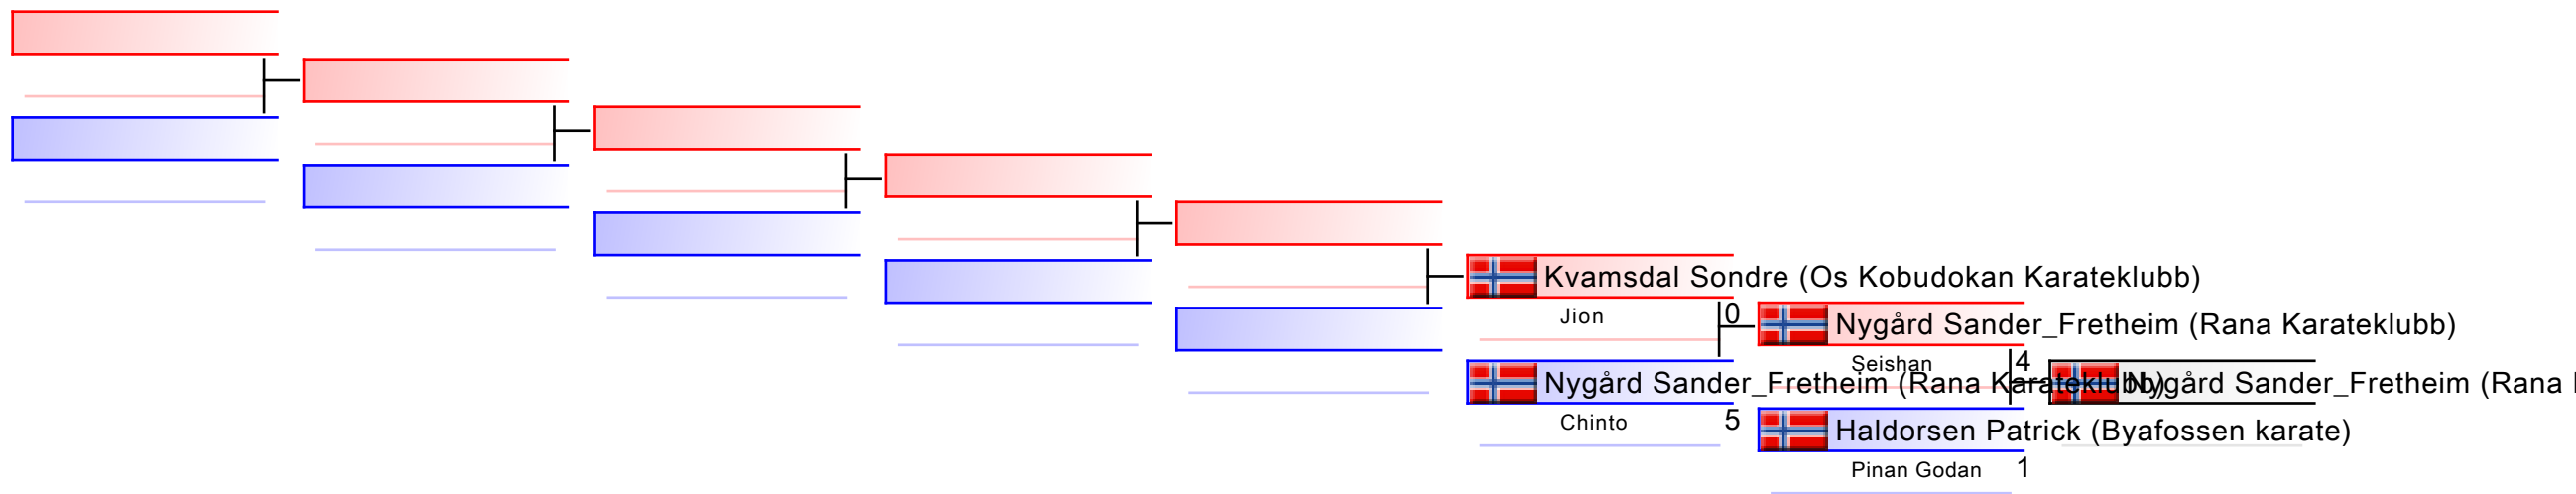 Kvamsdal Sondre (Os Kobudokan Karateklubb)
Jion
0
Nygård Sander_Fretheim (Rana Karateklubb)
Chinto
5
Nygård Sander_Fretheim (Rana Karateklubb)
Seishan
4
Haldorsen Patrick (Byafossen karate)
Pinan Godan
1
Nygård Sander_Fretheim (Rana